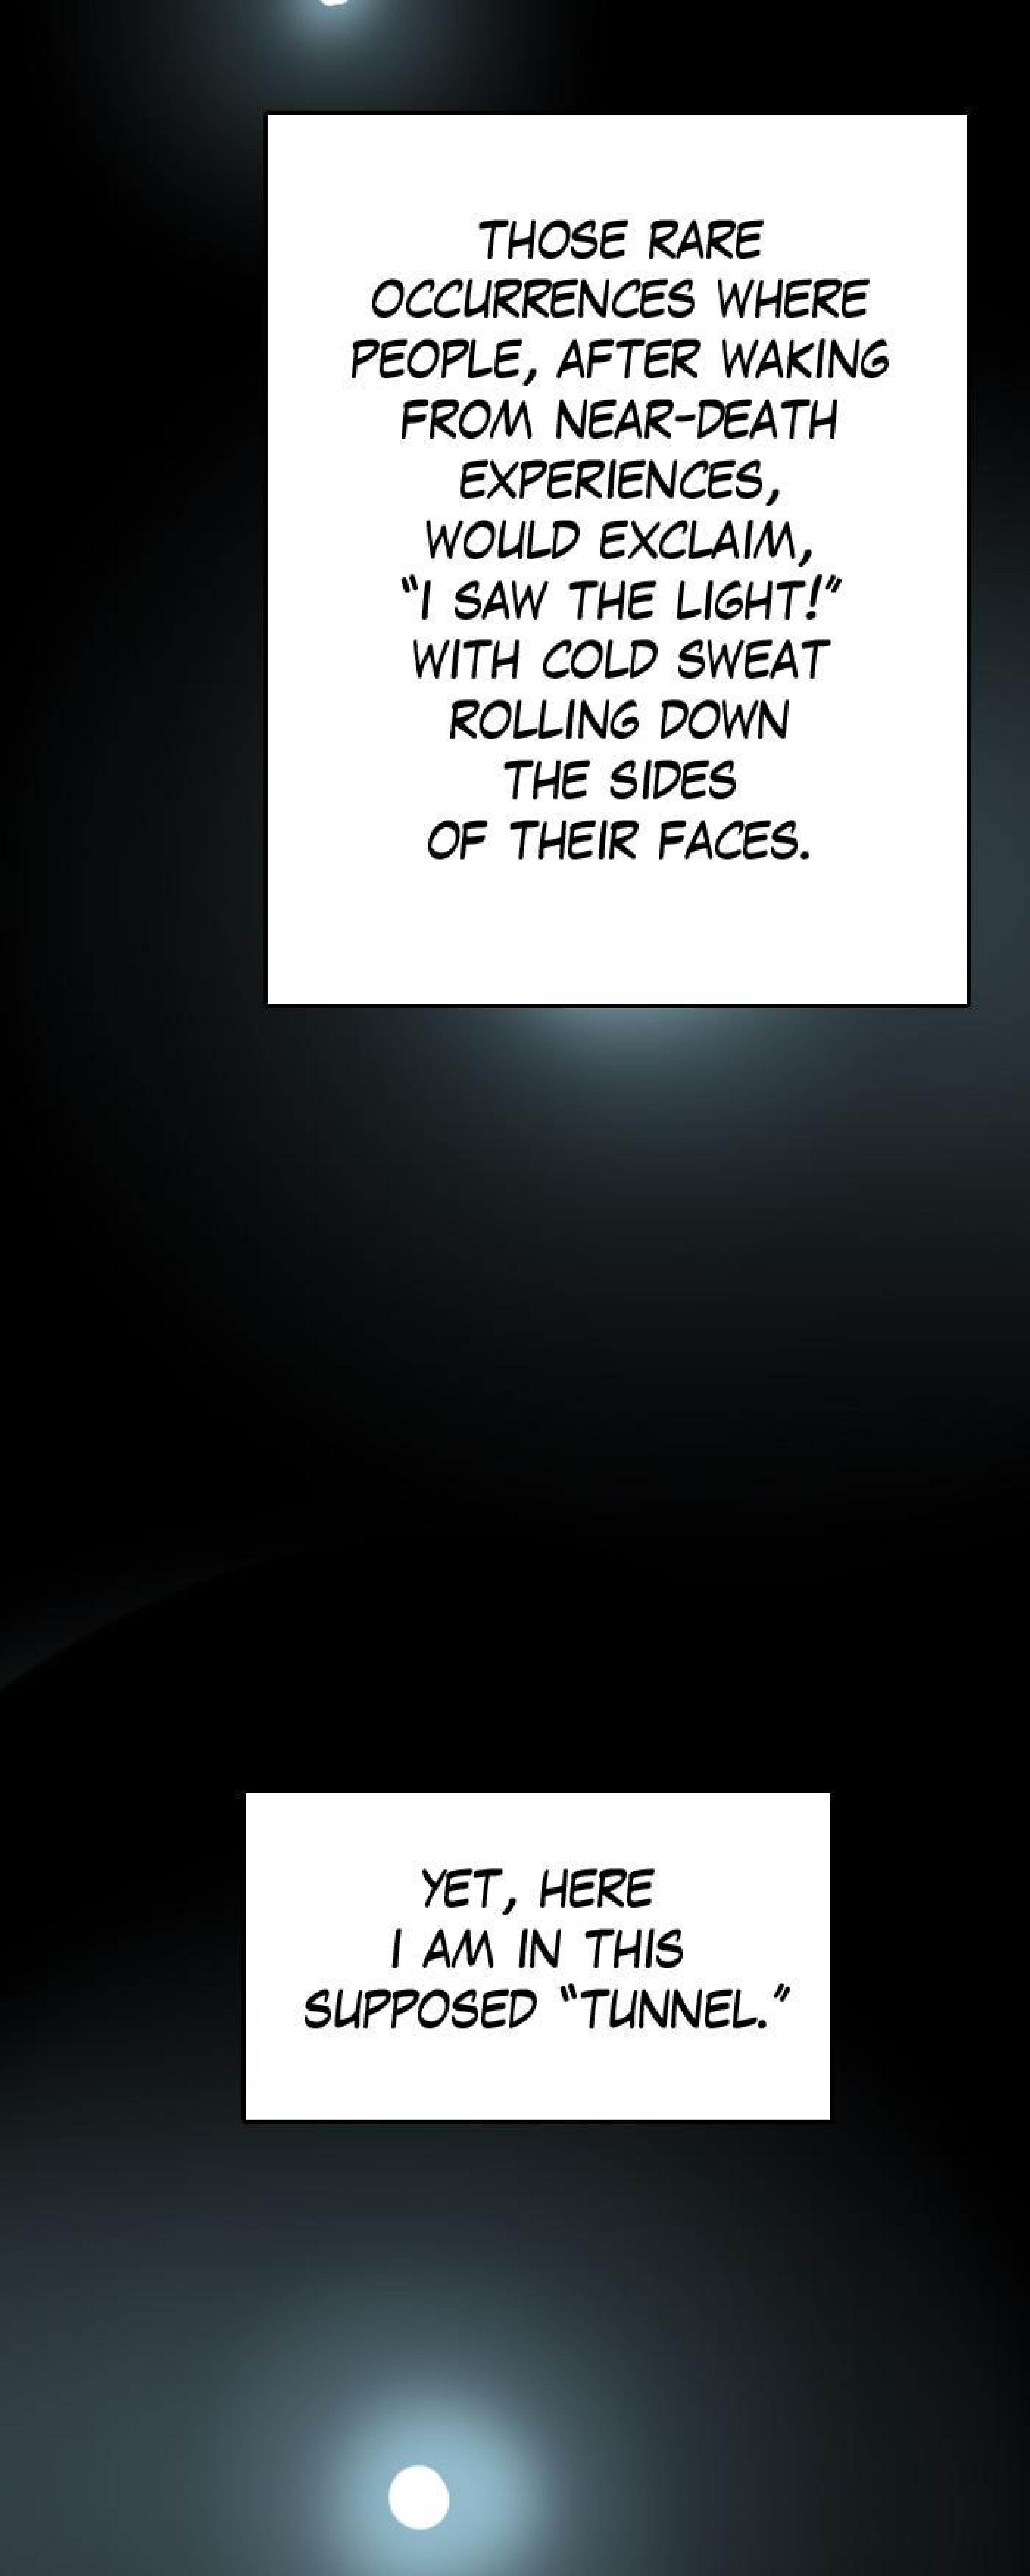 THOSE RARE
OCCURRENCES WHERE
PEOPLE, AFTER WAKING
FROM NEAR-DEATH
EXPERIENCES,
WOULD EXCLAIM,
“I SAW THE LIGHT!”
WITH COLD SWEAT
ROLLING DOWN
THE SIDES
OF THEIR FACES.
YET, HERE
I AM IN THIS
SUPPOSED “TUNNEL.”